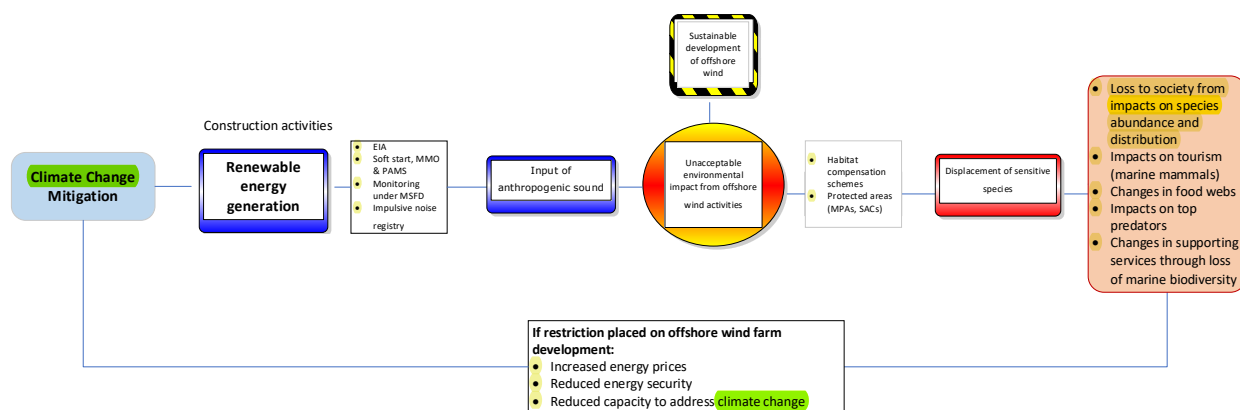 Sustainable
development
of offshore
wind
Construction activities
Climate Change
Mitigation
Renewable
energy
generation
• EIA
• Soft start, MMO
& PAMS
• Monitoring
under MSFD
• Impulsive noise
registry
Input of
anthropogenic sound
Unacceptable
environmental
impact from offshore
wind activities
• Habitat
compensation
schemes
• Protected areas
(MPAs, SACs)
Displacement of sensitive
species
• Loss to society from
impacts on species
abundance and
distribution
• Impacts on tourism
(marine mammals)
• Changes in food webs
• Impacts on top
predators
• Changes in supporting
services through loss
of marine biodiversity
If restriction placed on offshore wind farm
development:
• Increased energy prices
• Reduced energy security
• Reduced capacity to address climate change